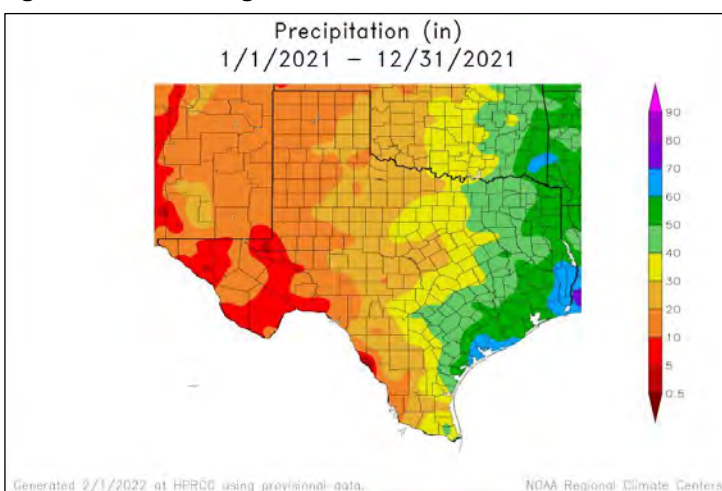 Precipitation (in)
1/1/2021 – 12/31/2021
90
80
70
60
50
40
30
20
10
5
0.5
Generated 2/1/2022 at HPRCC using provisional data.
NOAA Regional Climate Centers